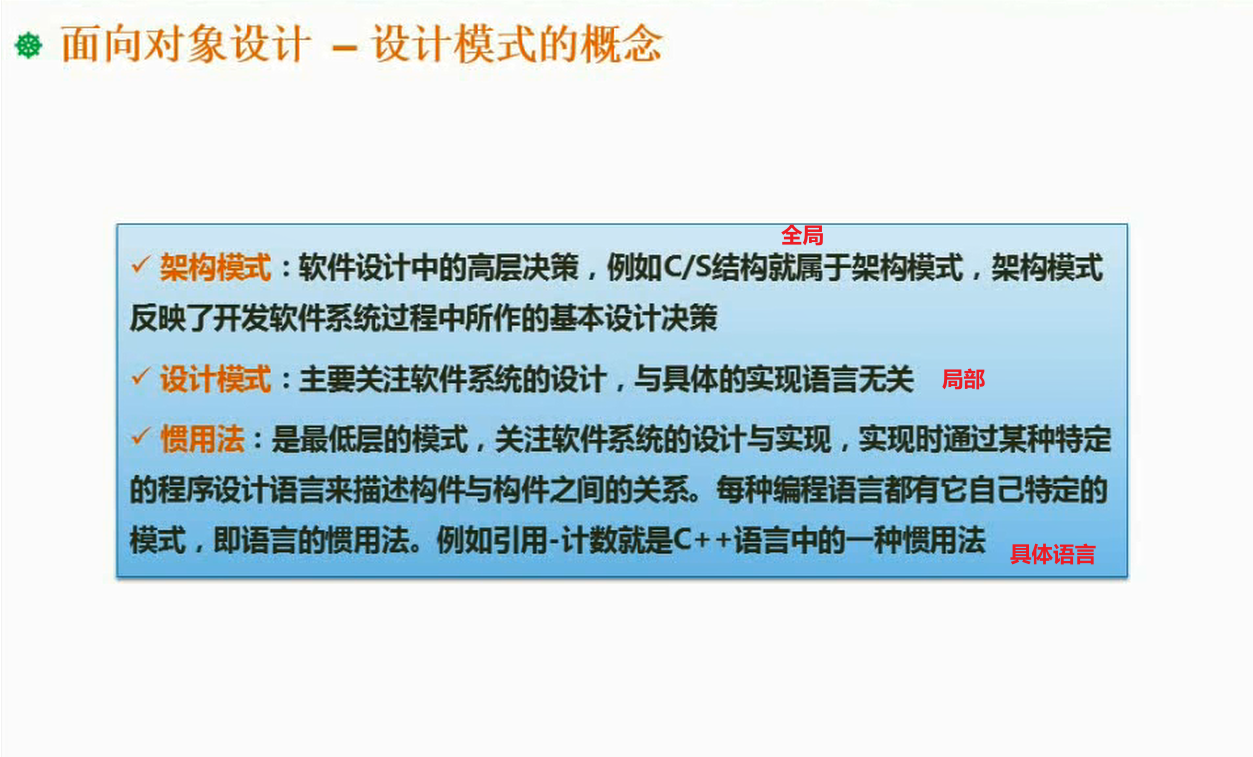 面向对象设计 – 设计模式的概念
全局
✓ 架构模式：软件设计中的高层决策，例如C/S结构就属于架构模式，架构模式
反映了开发软件系统过程中所作的基本设计决策
✓ 设计模式：主要关注软件系统的设计，与具体的实现语言无关 局部
✓ 惯用法：是最低层的模式，关注软件系统的设计与实现，实现时通过某种特定
的程序设计语言来描述构件与构件之间的关系。每种编程语言都有它自己特定的
模式，即语言的惯用法。例如引用-计数就是C++语言中的一种惯用法
具体语言